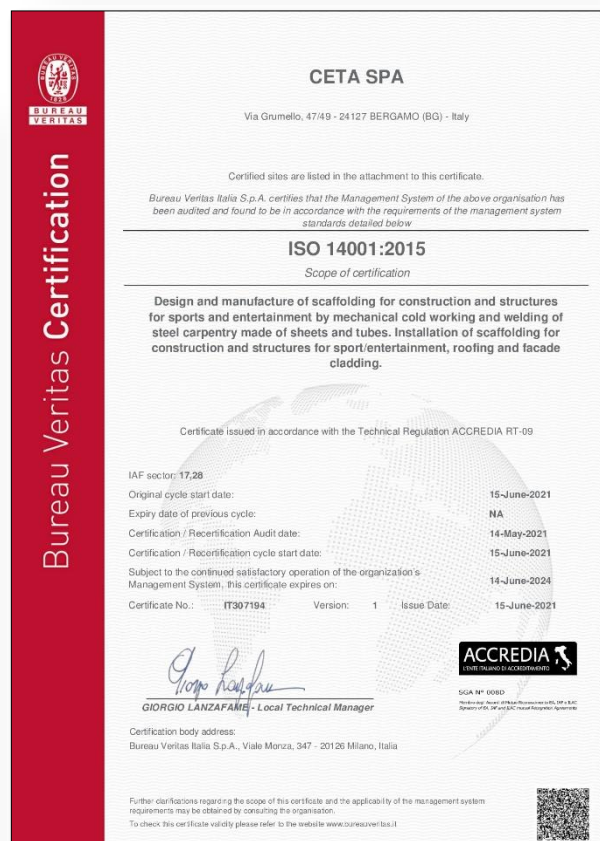 BUREAU
VERITAS
Bureau Veritas Certification
CETA SPA
Via Grumello, 47/49 - 24127 BERGAMO (BG) - Italy
Certified sites are listed in the attachment to this certificate.
Bureau Veritas Italia S.p.A. certifies that the Management System of the above organisation has
been audited and found to be in accordance with the requirements of the management system
standards detailed below
ISO 14001:2015
Scope of certification
Design and manufacture of scaffolding for construction and structures
for sports and entertainment by mechanical cold working and welding of
steel carpentry made of sheets and tubes. Installation of scaffolding for
construction and structures for sport/entertainment, roofing and facade
cladding.
Certificate issued in accordance with the Technical Regulation ACCREDIA RT-09
IAF sector: 17,28
Original cycle start date: 15-June-2021
Expiry date of previous cycle: NA
Certification / Recertification Audit date: 14-May-2021
Certification / Recertification cycle start date: 15-June-2021
Subject to the continued satisfactory operation of the organization's
Management System, this certificate expires on: 14-June-2024
Certificate No.: IT307194 Version: 1 Issue Date: 15-June-2021
GIORGIO LANZAFAME - Local Technical Manager
ACCREDIA
L'ENTE ITALIANO DI ACCREDITAMENTO
SGA N° 008D
Certification body address:
Bureau Veritas Italia S.p.A., Viale Monza, 347 - 20126 Milano, Italia
Further clarifications regarding the scope of this certificate and the applicability of the management system
requirements may be obtained by consulting the organisation.
To check this certificate validity please refer to the website www.bureauveritas.it